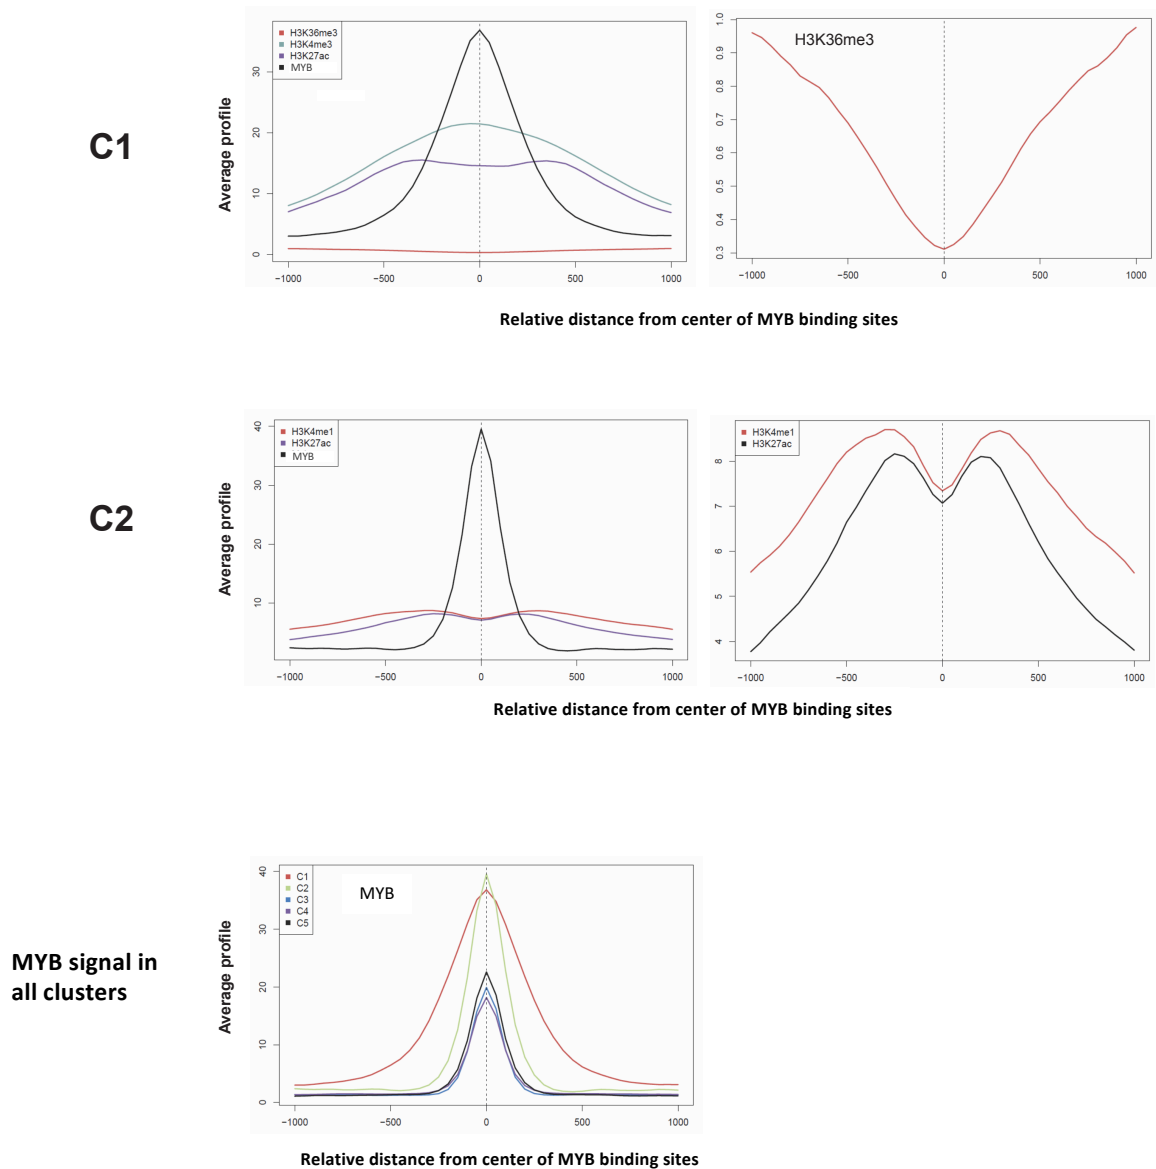 C1
H3K36me3
H3K4me3
H3K27ac
MYB
Average profile
0
10
20
30
−1000
−500
0
500
1000
H3K36me3
0.3
0.4
0.5
0.6
0.7
0.8
0.9
1.0
−1000
−500
0
500
1000
Relative distance from center of MYB binding sites
C2
H3K4me1
H3K27ac
MYB
Average profile
10
20
30
40
−1000
−500
0
500
1000
H3K4me1
H3K27ac
4
5
6
7
8
−1000
−500
0
500
1000
Relative distance from center of MYB binding sites
MYB signal in
all clusters
C1
C2
C3
C4
C5
MYB
Average profile
0
10
20
30
40
−1000
−500
0
500
1000
Relative distance from center of MYB binding sites